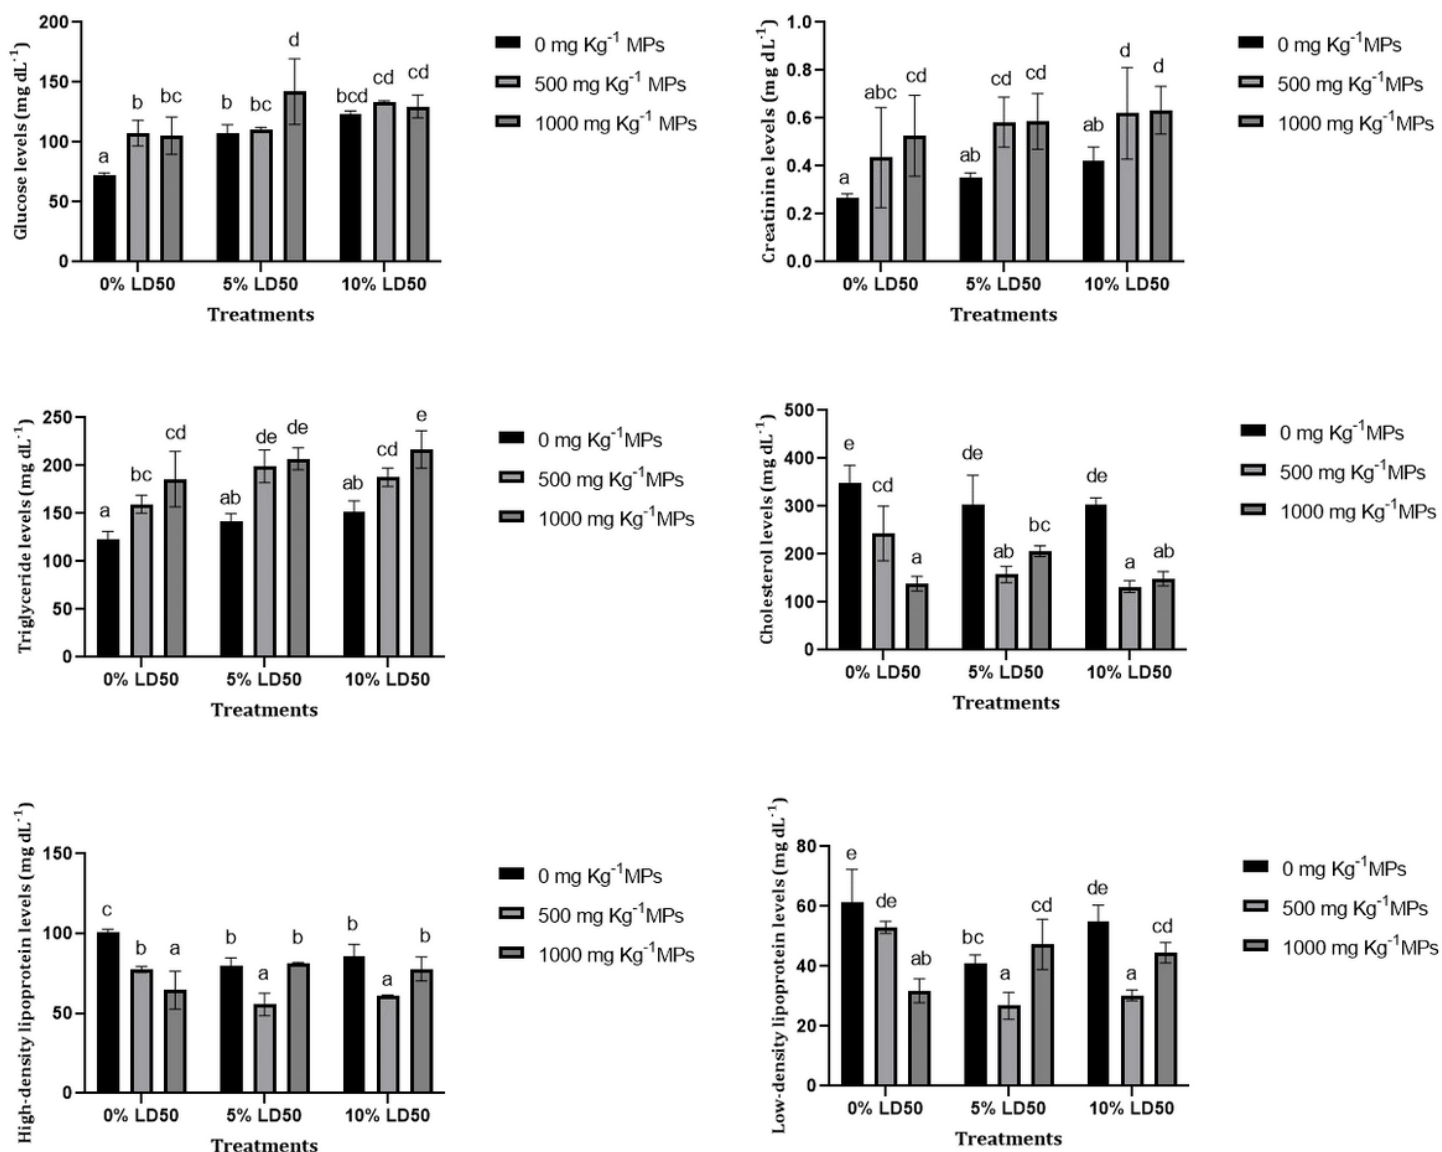 Glucose levels (mg dL⁻¹)
200
150
100
50
0
a
b
bc
b
bc
d
bcd
cd
cd
0% LD50
5% LD50
10% LD50
Treatments
0 mg Kg⁻¹ MPs
500 mg Kg⁻¹ MPs
1000 mg Kg⁻¹ MPs
Creatinine levels (mg dL⁻¹)
1.0
0.8
0.6
0.4
0.2
0.0
a
abc
cd
ab
cd
cd
ab
d
d
0% LD50
5% LD50
10% LD50
Treatments
0 mg Kg⁻¹MPs
500 mg Kg⁻¹MPs
1000 mg Kg⁻¹MPs
Triglyceride levels (mg dL⁻¹)
250
200
150
100
50
0
a
bc
cd
ab
de
de
ab
cd
e
0% LD50
5% LD50
10% LD50
Treatments
0 mg Kg⁻¹MPs
500 mg Kg⁻¹MPs
1000 mg Kg⁻¹MPs
Cholesterol levels (mg dL⁻¹)
500
400
300
200
100
0
e
cd
a
de
ab
bc
de
a
ab
0% LD50
5% LD50
10% LD50
Treatments
0 mg Kg⁻¹MPs
500 mg Kg⁻¹MPs
1000 mg Kg⁻¹MPs
High-density lipoprotein levels (mg dL⁻¹)
150
100
50
0
c
b
a
b
a
b
b
a
b
0% LD50
5% LD50
10% LD50
Treatments
0 mg Kg⁻¹MPs
500 mg Kg⁻¹MPs
1000 mg Kg⁻¹MPs
Low-density lipoprotein levels (mg dL⁻¹)
80
60
40
20
0
e
de
ab
bc
a
cd
de
a
cd
0% LD50
5% LD50
10% LD50
Treatments
0 mg Kg⁻¹MPs
500 mg Kg⁻¹MPs
1000 mg Kg⁻¹MPs